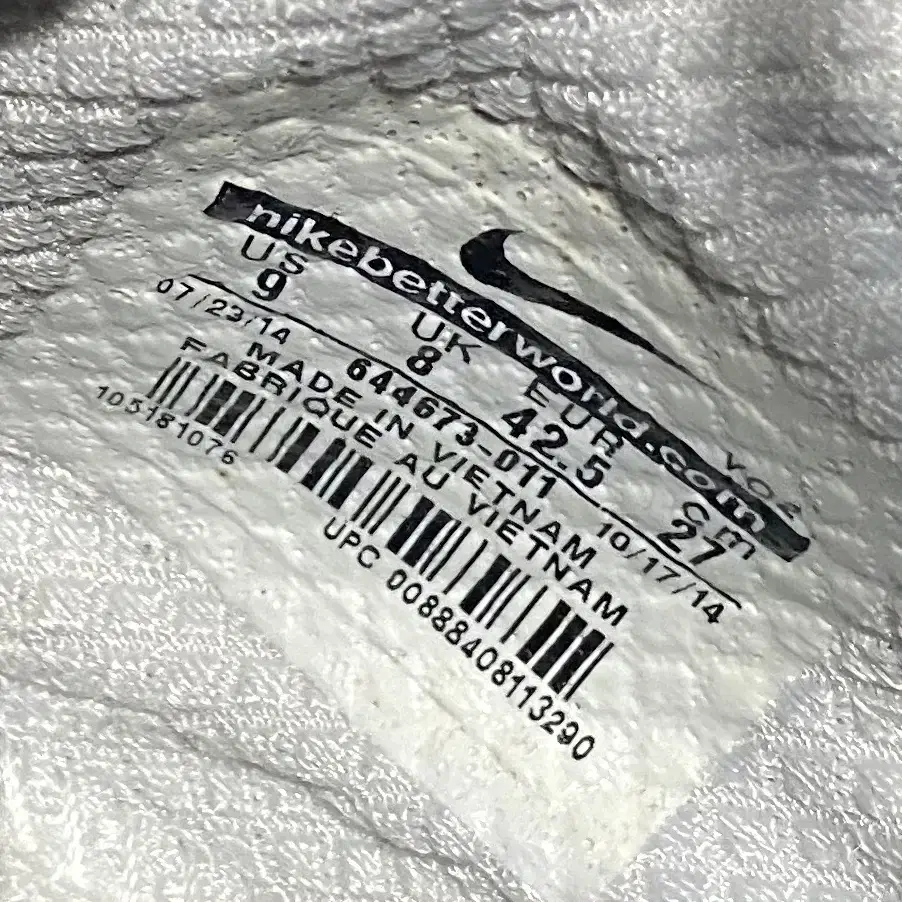 nikebetterworld.com
US UK EUR cm
9 8 42.5 27
07/23/14 644673-011 10/17/14
MADE IN VIETNAM
FABRIQUE AU VIETNAM
105181076
UPC 00888408113290